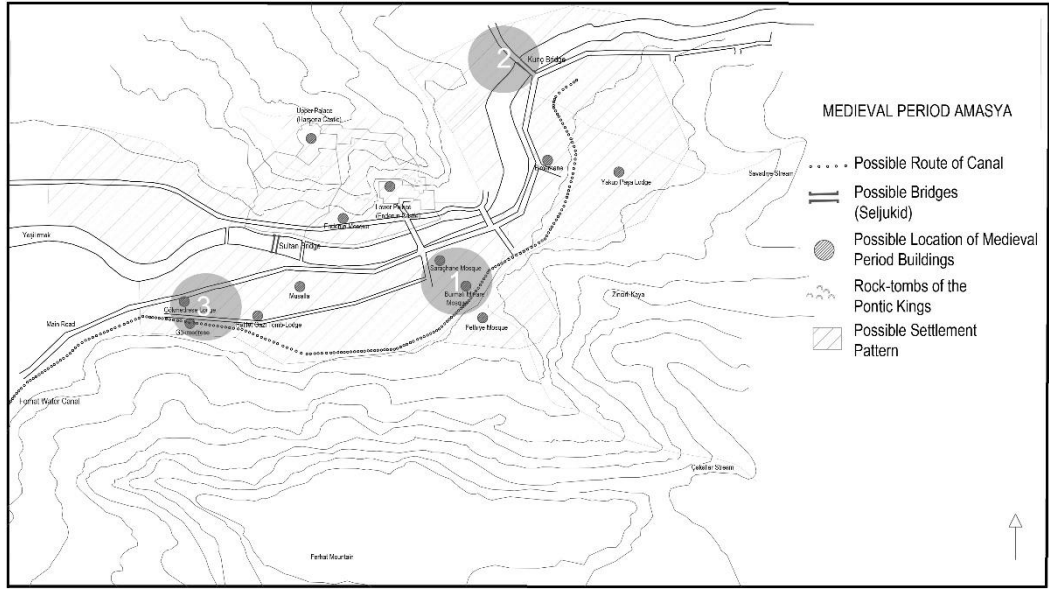 2
Kunç Bridge
Upper Palace
(Harşena Castle)
MEDIEVAL PERIOD AMASYA
Possible Route of Canal
Possible Bridges
(Seljukid)
Possible Location of Medieval
Period Buildings
Rock-tombs of the
Pontic Kings
Possible Settlement
Pattern
Yakup Paşa Lodge
Savadiye Stream
Lower Palace
Yeşilırmak
Sultan Bridge
Saraçhane Mosque
1
Burmalı Minare
Mosque
Zindil Kaya
Musalla
3
Gökmedrese Lodge
Main Road
Fethiye Mosque
Ferhat Water Canal
Çakallar Stream
Ferhat Mountain